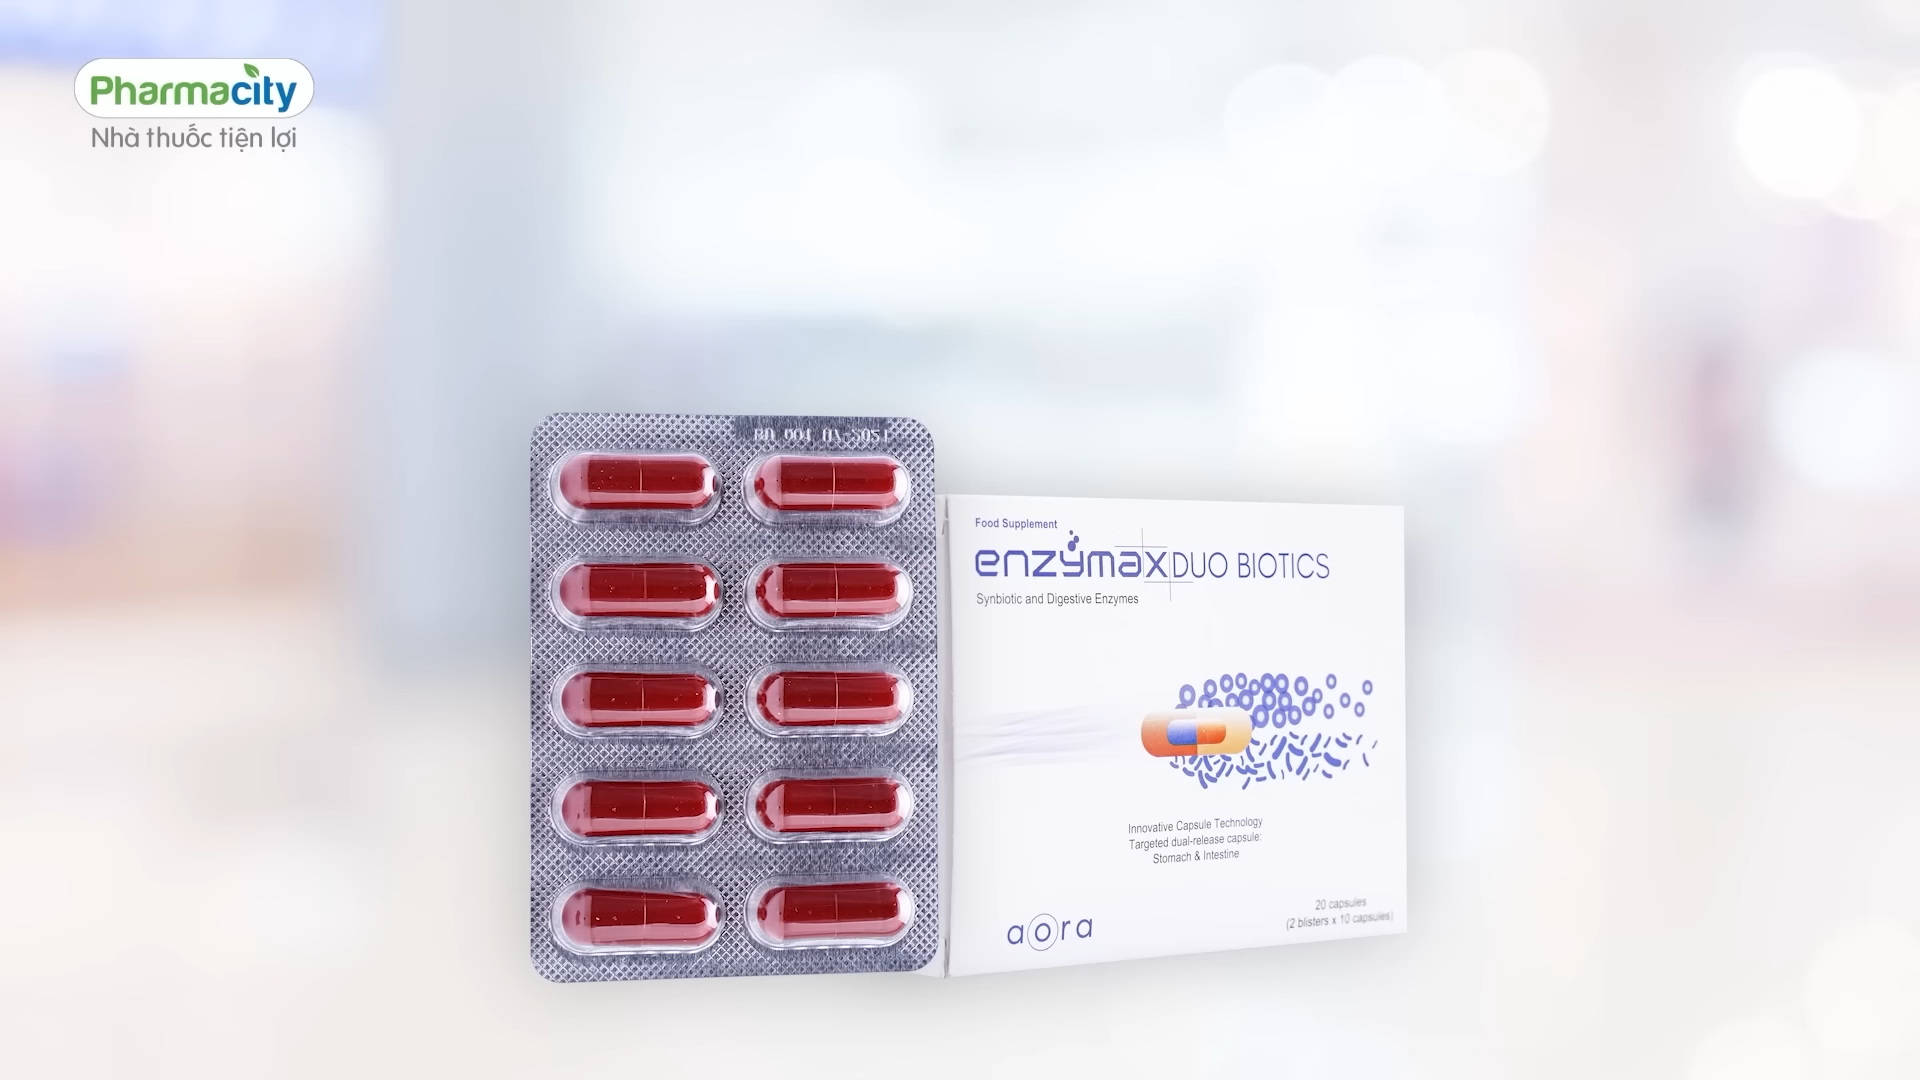 Pharmacity
Nhà thuốc tiện lợi
Food Supplement
enzymax DUO BIOTICS
Synbiotic and Digestive Enzymes
Innovative Capsule Technology
Targeted dual-release capsule:
Stomach & Intestine
20 capsules
(2 blisters x 10 capsules)
aora